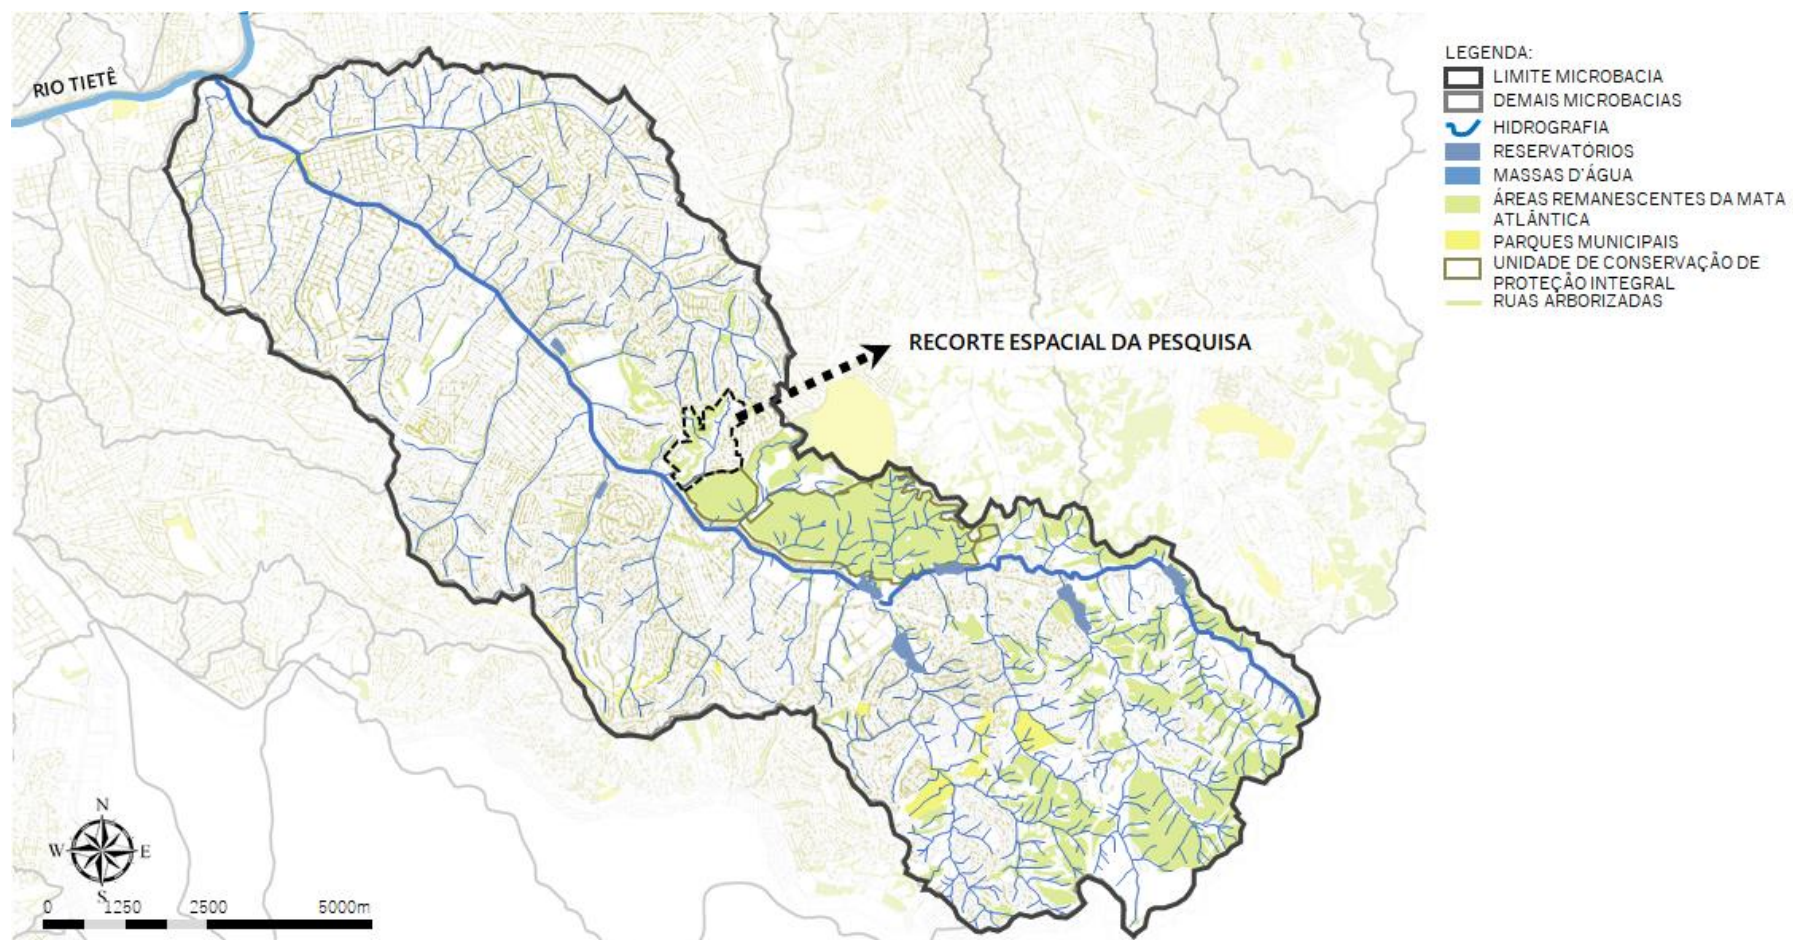 RIO TIETÊ
LEGENDA:
LIMITE MICROBACIA
DEMAIS MICROBACIAS
HIDROGRAFIA
RESERVATÓRIOS
MASSAS D'ÁGUA
ÁREAS REMANESCENTES DA MATA
ATLÂNTICA
PARQUES MUNICIPAIS
UNIDADE DE CONSERVAÇÃO DE
PROTEÇÃO INTEGRAL
RUAS ARBORIZADAS
RECORTE ESPACIAL DA PESQUISA
N
W E
S
0 1250 2500 5000m